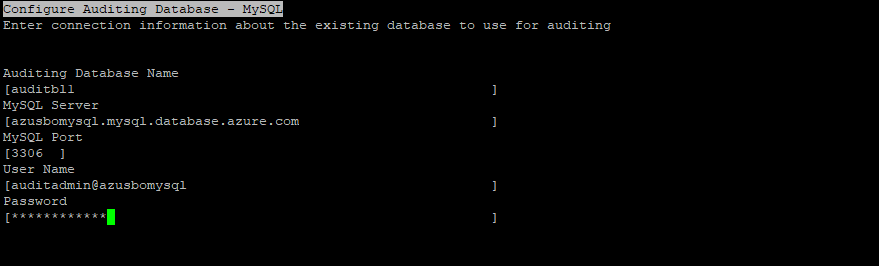 Configure Auditing Database - MySQL
Enter connection information about the existing database to use for auditing
Auditing Database Name
[auditbl1 ]
MySQL Server
[azusbomysql.mysql.database.azure.com ]
MySQL Port
[3306 ]
User Name
[auditadmin@azusbomysql ]
Password
[************ ]